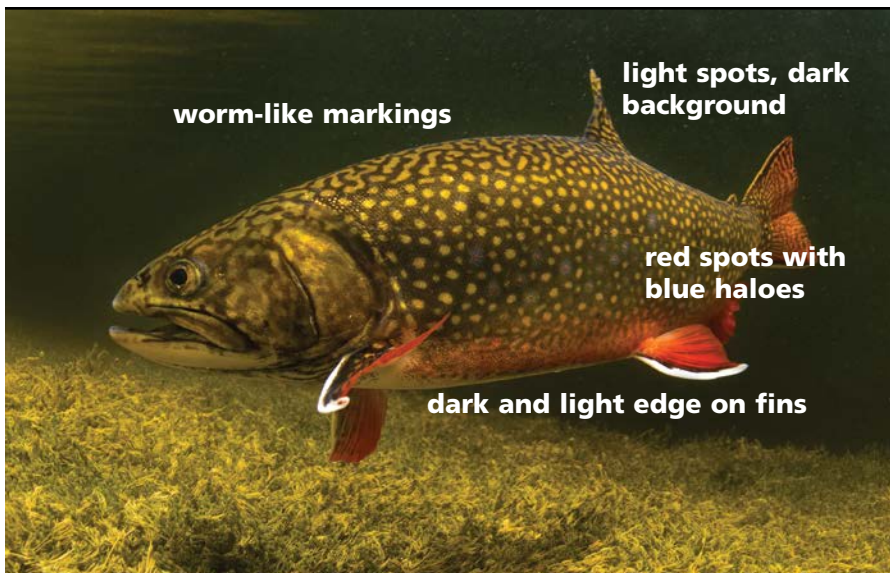 light spots, dark
background
worm-like markings
red spots with
blue haloes
dark and light edge on fins